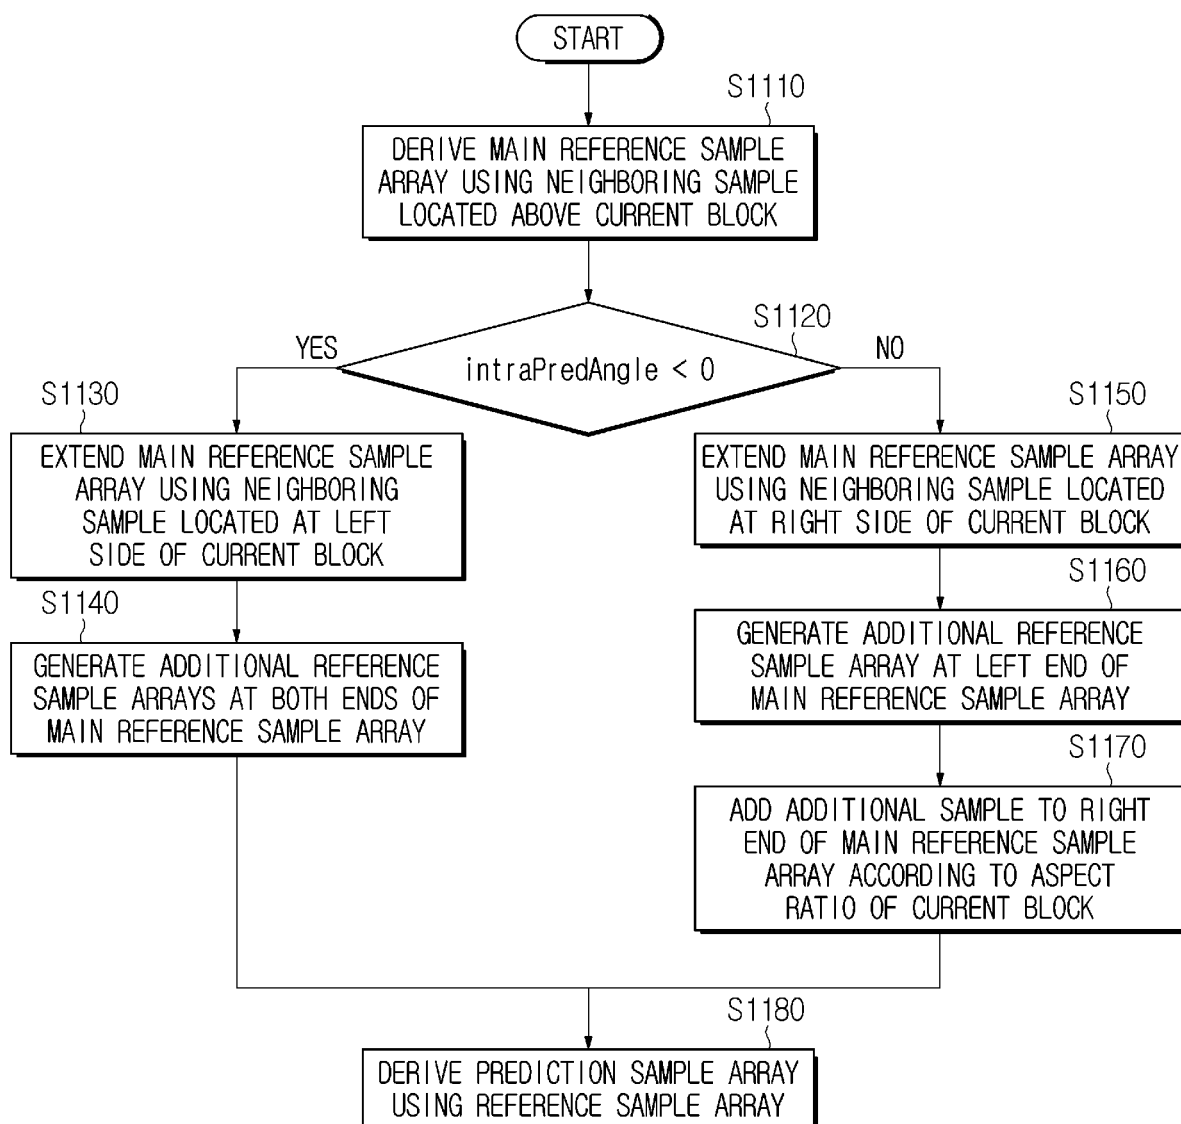 START
S1110
DERIVE MAIN REFERENCE SAMPLE
ARRAY USING NEIGHBORING SAMPLE
LOCATED ABOVE CURRENT BLOCK
S1120
YES
intraPredAngle < 0
NO
S1130
EXTEND MAIN REFERENCE SAMPLE
ARRAY USING NEIGHBORING
SAMPLE LOCATED AT LEFT
SIDE OF CURRENT BLOCK
S1140
GENERATE ADDITIONAL REFERENCE
SAMPLE ARRAYS AT BOTH ENDS OF
MAIN REFERENCE SAMPLE ARRAY
S1150
EXTEND MAIN REFERENCE SAMPLE ARRAY
USING NEIGHBORING SAMPLE LOCATED
AT RIGHT SIDE OF CURRENT BLOCK
S1160
GENERATE ADDITIONAL REFERENCE
SAMPLE ARRAY AT LEFT END OF
MAIN REFERENCE SAMPLE ARRAY
S1170
ADD ADDITIONAL SAMPLE TO RIGHT
END OF MAIN REFERENCE SAMPLE
ARRAY ACCORDING TO ASPECT
RATIO OF CURRENT BLOCK
S1180
DERIVE PREDICTION SAMPLE ARRAY
USING REFERENCE SAMPLE ARRAY